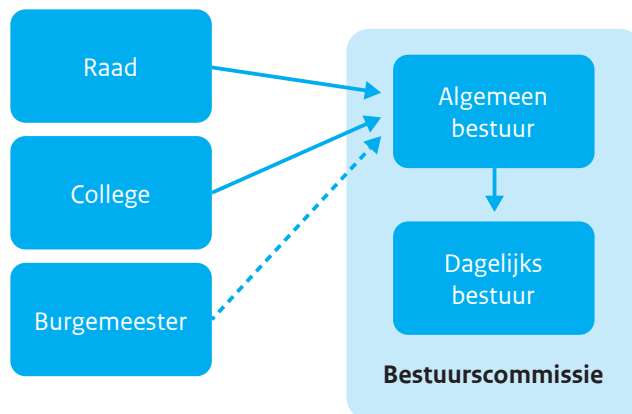 Raad
College
Burgemeester
Algemeen
bestuur
Dagelijks
bestuur
Bestuurscommissie